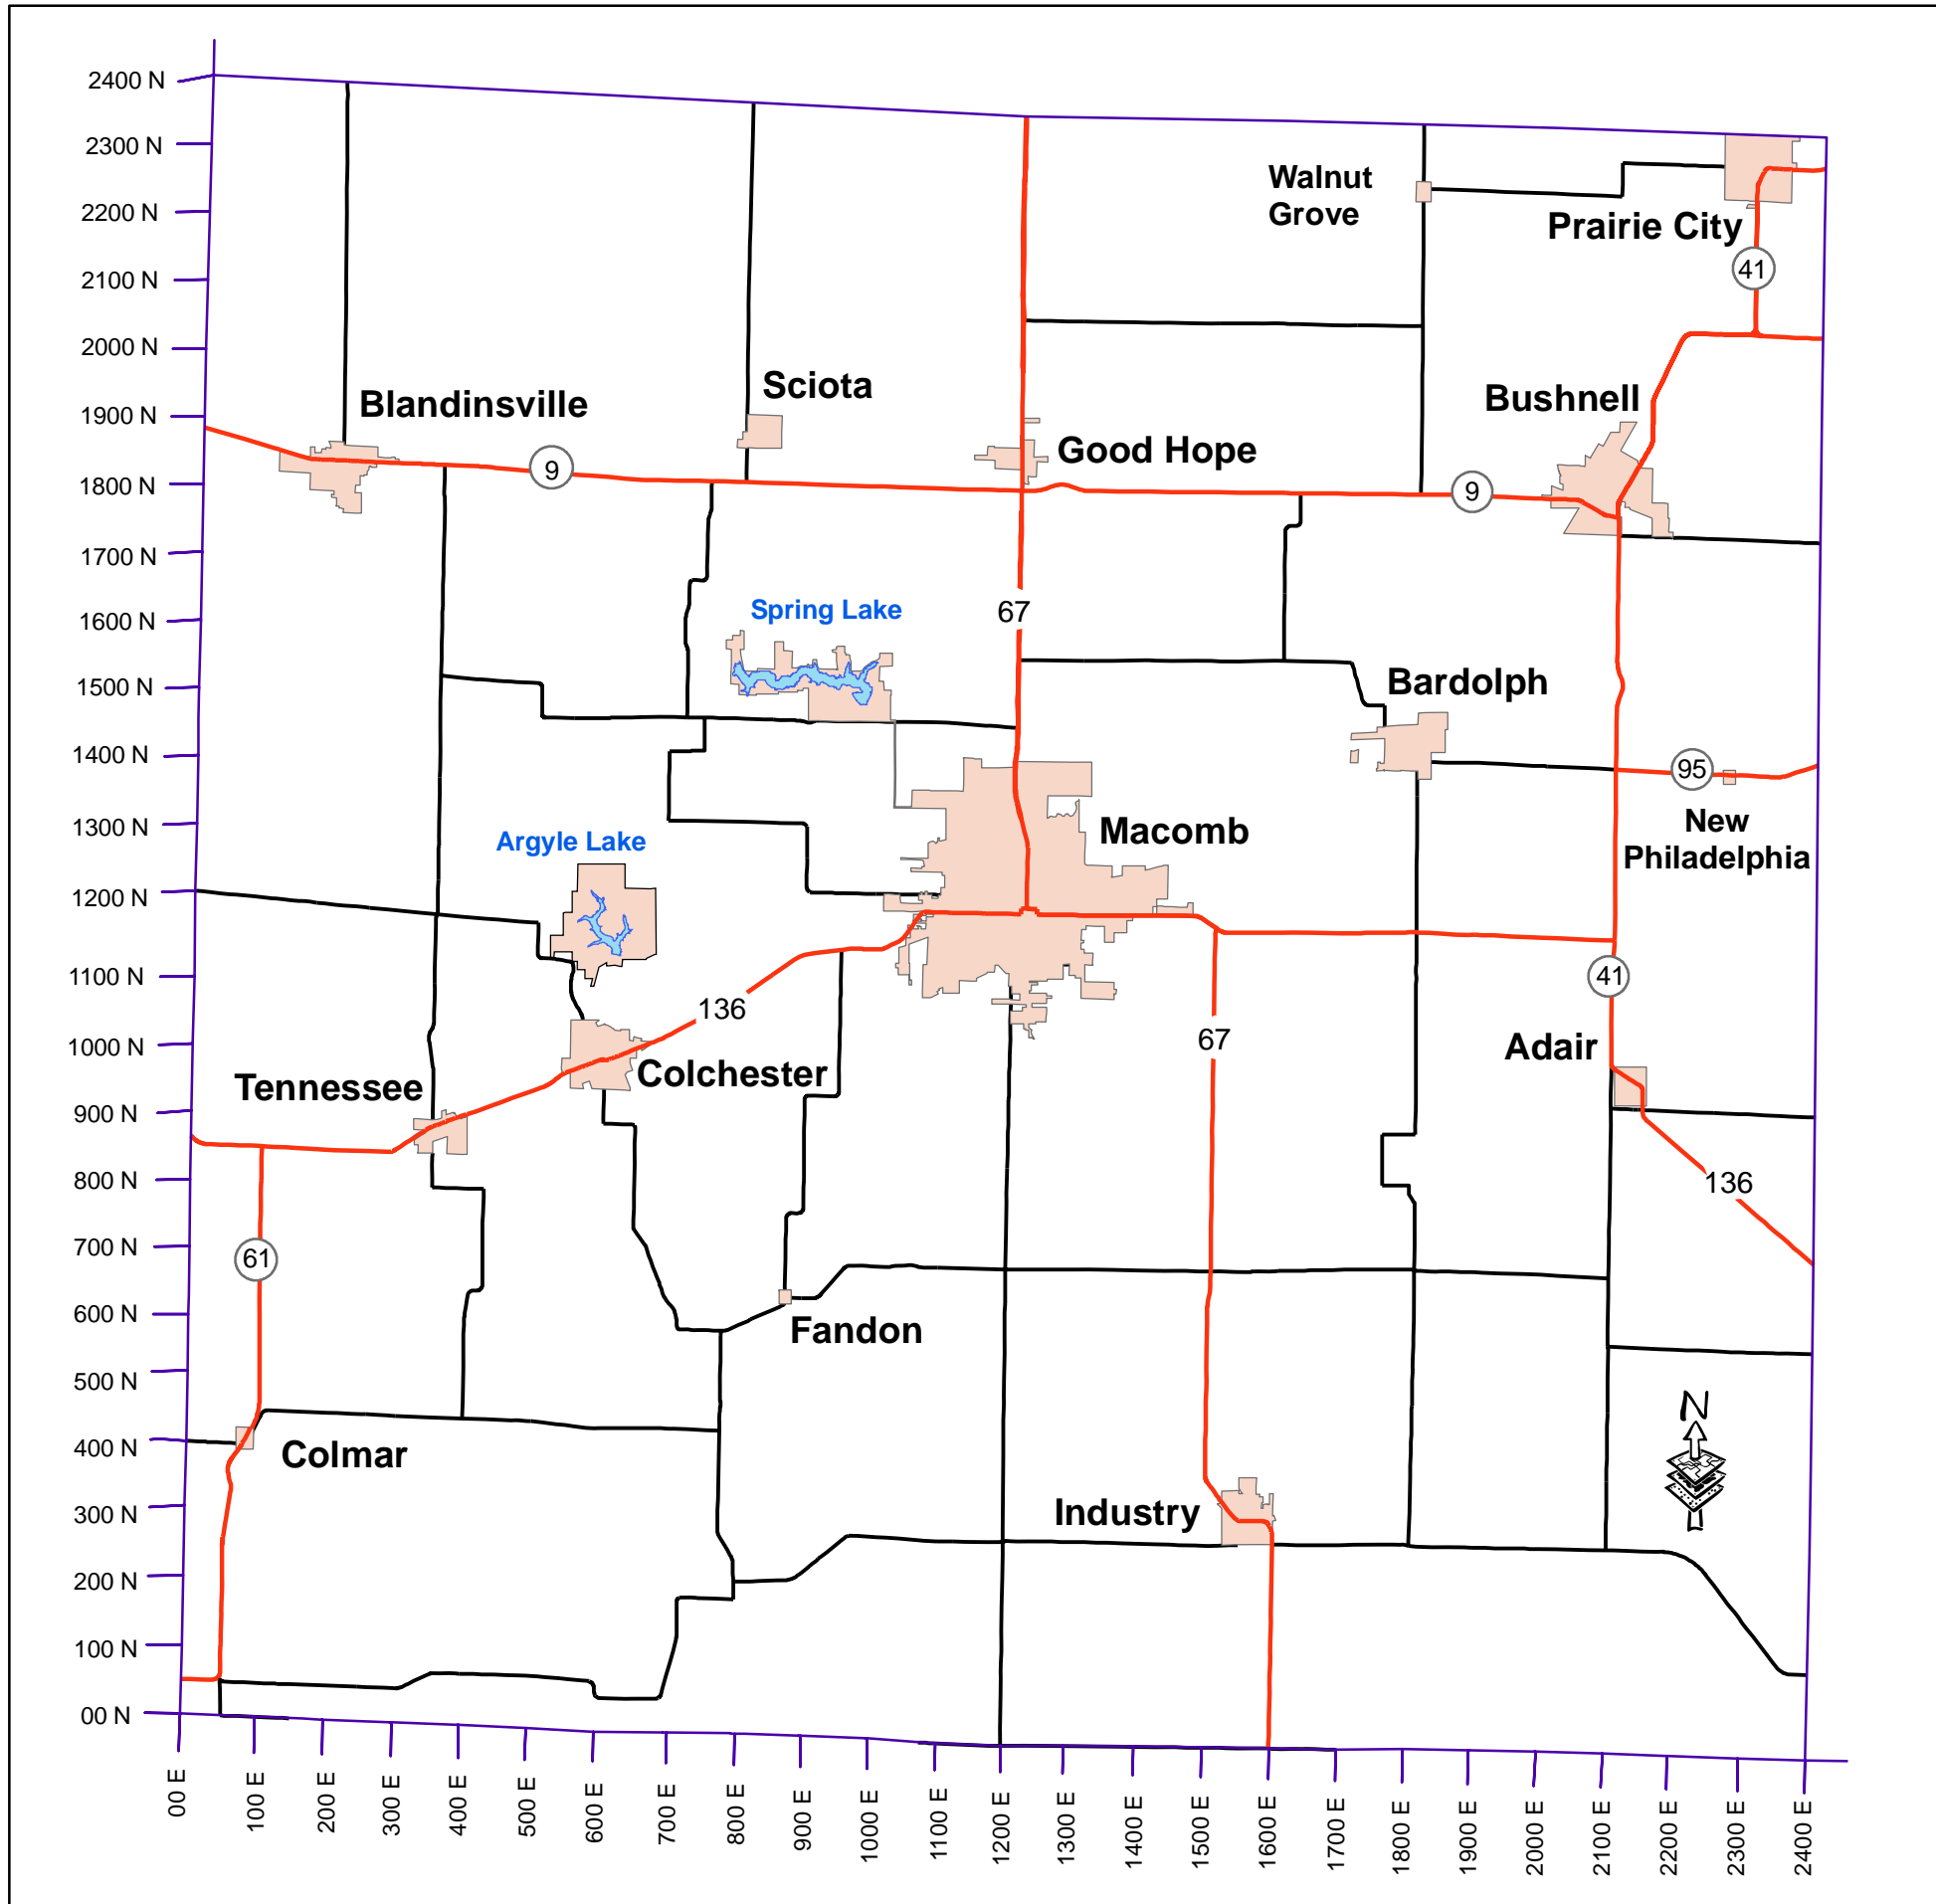 2400 N
2300 N
2200 N
2100 N
2000 N
1900 N
1800 N
1700 N
1600 N
1500 N
1400 N
1300 N
1200 N
1100 N
1000 N
900 N
800 N
700 N
600 N
500 N
400 N
300 N
200 N
100 N
00 N
Walnut
Grove
Prairie City
41
Sciota
Blandinsville
Bushnell
Good Hope
9
9
Spring Lake
67
Bardolph
95
New
Philadelphia
Macomb
Argyle Lake
41
136
67
Adair
Colchester
Tennessee
136
61
Fandon
N
Colmar
Industry
00 E
100 E
200 E
300 E
400 E
500 E
600 E
700 E
800 E
900 E
1000 E
1100 E
1200 E
1300 E
1400 E
1500 E
1600 E
1700 E
1800 E
1900 E
2000 E
2100 E
2200 E
2300 E
2400 E